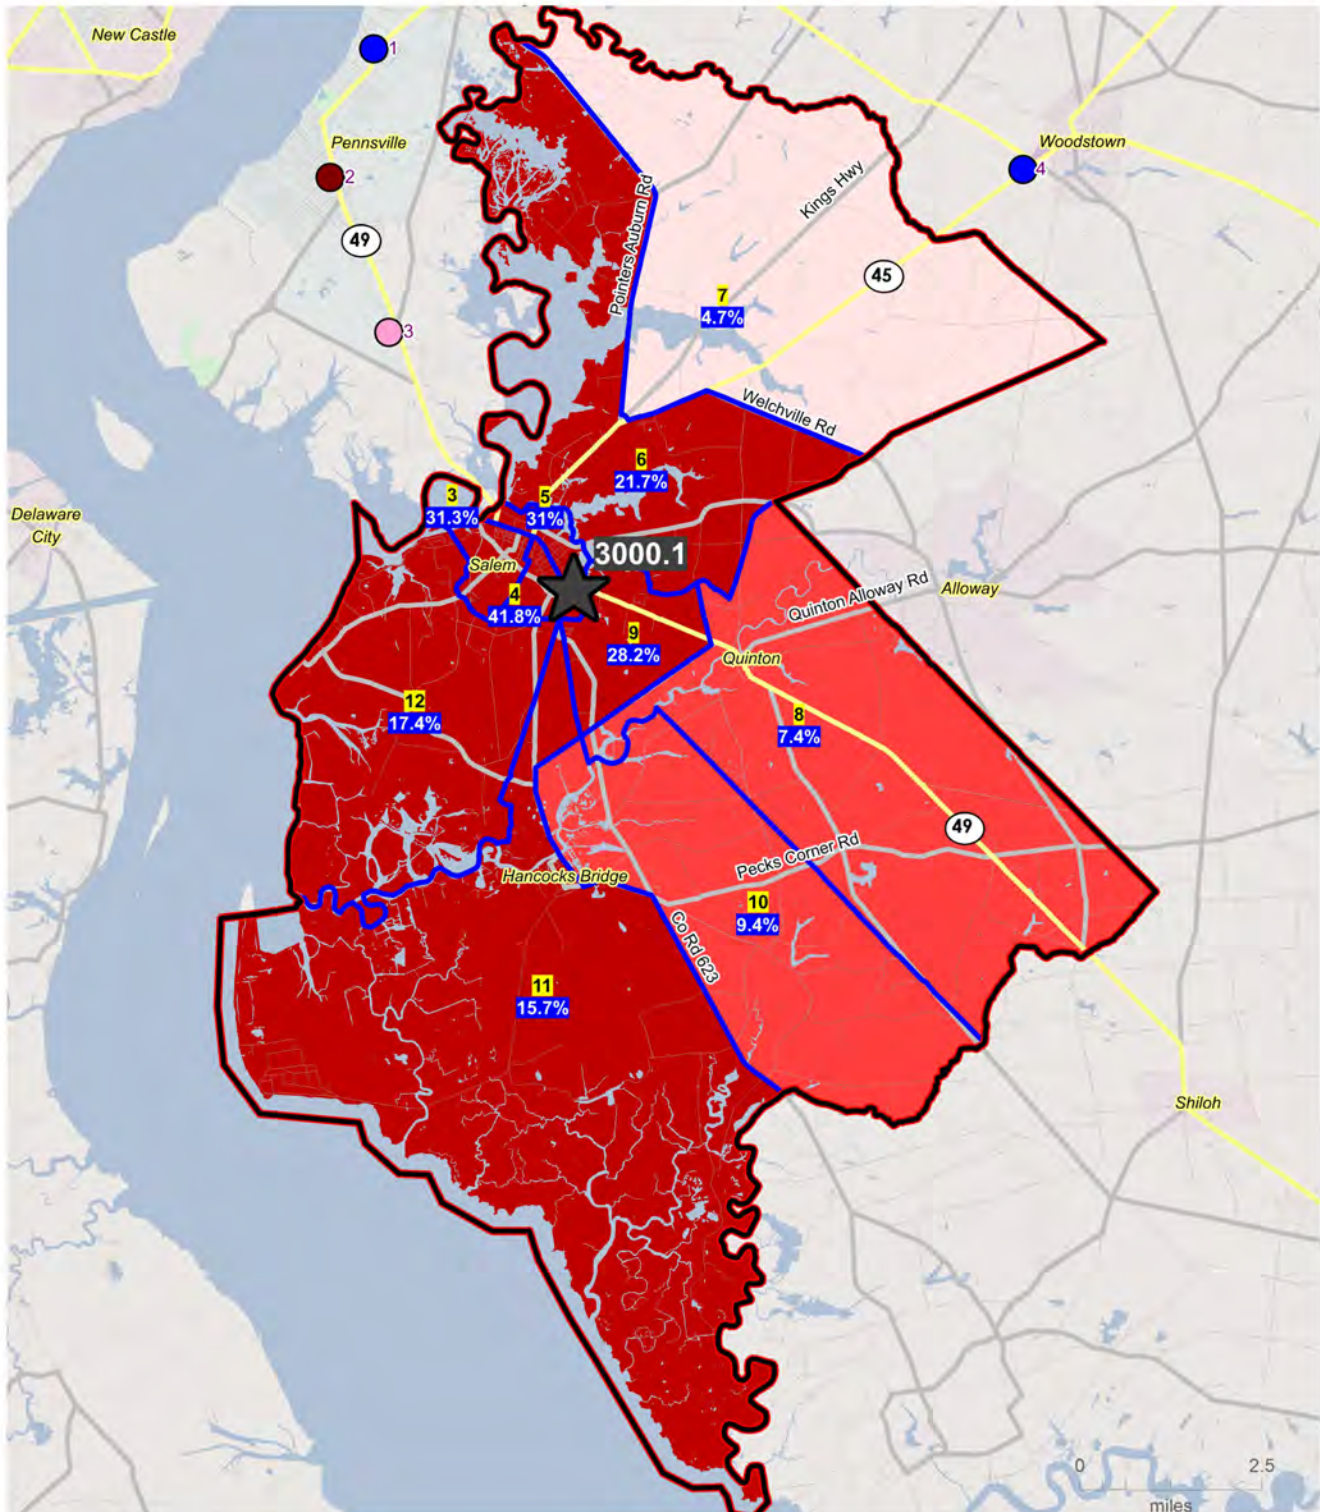 New Castle
1
Pennsville
2
49
3
Woodstown
4
Kings Hwy
Pointers Auburn Rd
45
7
4.7%
Welchville Rd
6
21.7%
3
31.3%
5
31%
Delaware
City
3000.1
Salem
4
41.8%
Quinton Alloway Rd
Alloway
9
28.2%
Quinton
12
17.4%
8
7.4%
49
Pecks Corner Rd
Hancocks Bridge
10
9.4%
Co Rd 623
11
15.7%
Shiloh
0 2.5
miles